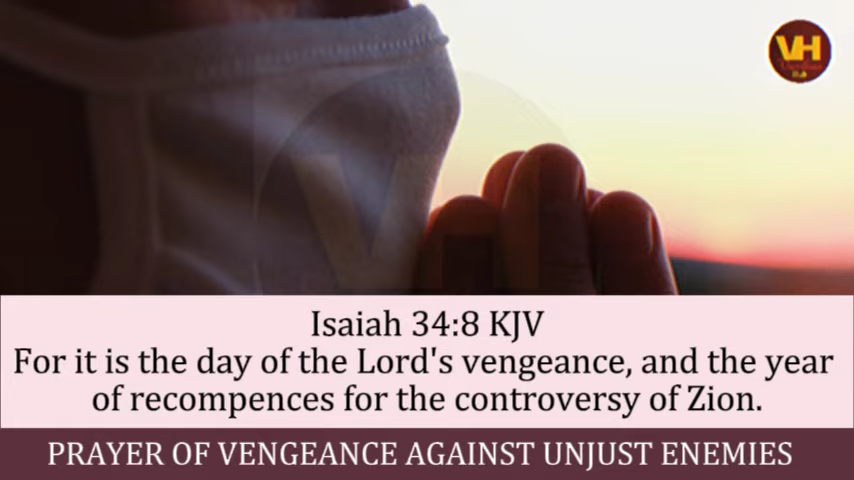 VH
Isaiah 34:8 KJV
For it is the day of the Lord's vengeance, and the year
of recompences for the controversy of Zion.
PRAYER OF VENGEANCE AGAINST UNJUST ENEMIES